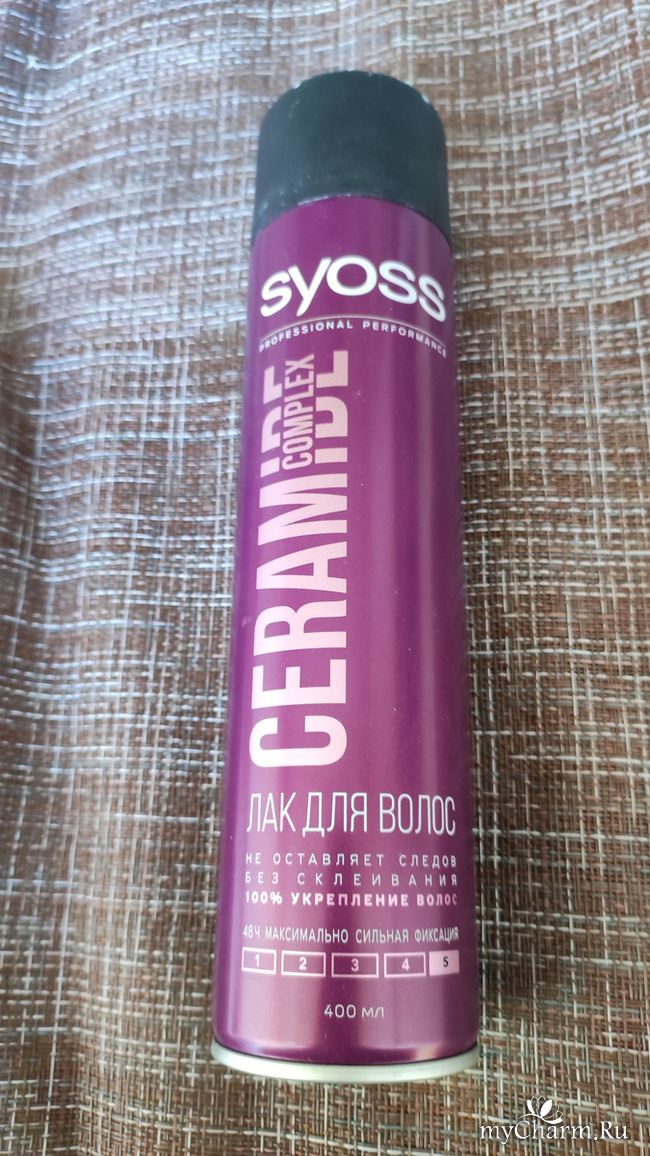 syoss
PROFESSIONAL PERFORMANCE
CERAMIDE
COMPLEX
ЛАК ДЛЯ ВОЛОС
НЕ ОСТАВЛЯЕТ СЛЕДОВ
БЕЗ СКЛЕИВАНИЯ
100% УКРЕПЛЕНИЕ ВОЛОС
48Ч МАКСИМАЛЬНО СИЛЬНАЯ ФИКСАЦИЯ
1 2 3 4 5
400 МЛ
myCharm.Ru